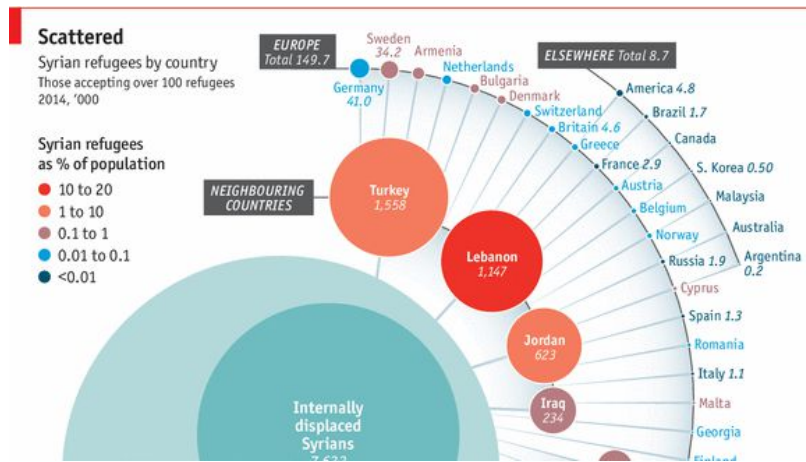 Scattered
Syrian refugees by country
Those accepting over 100 refugees
2014, '000
Syrian refugees
as % of population
10 to 20
1 to 10
0.1 to 1
0.01 to 0.1
<0.01
EUROPE
Total 149.7
Germany
41.0
Sweden
34.2
Armenia
Netherlands
Bulgaria
Denmark
Switzerland
Britain 4.6
Greece
France 2.9
Austria
Belgium
Norway
Russia 1.9
Cyprus
Spain 1.3
Romania
Italy 1.1
Malta
Georgia
Finland
ELSEWHERE Total 8.7
America 4.8
Brazil 1.7
Canada
S. Korea 0.50
Malaysia
Australia
Argentina
0.2
NEIGHBOURING
COUNTRIES
Turkey
1,558
Lebanon
1,147
Jordan
623
Iraq
234
Internally
displaced
Syrians